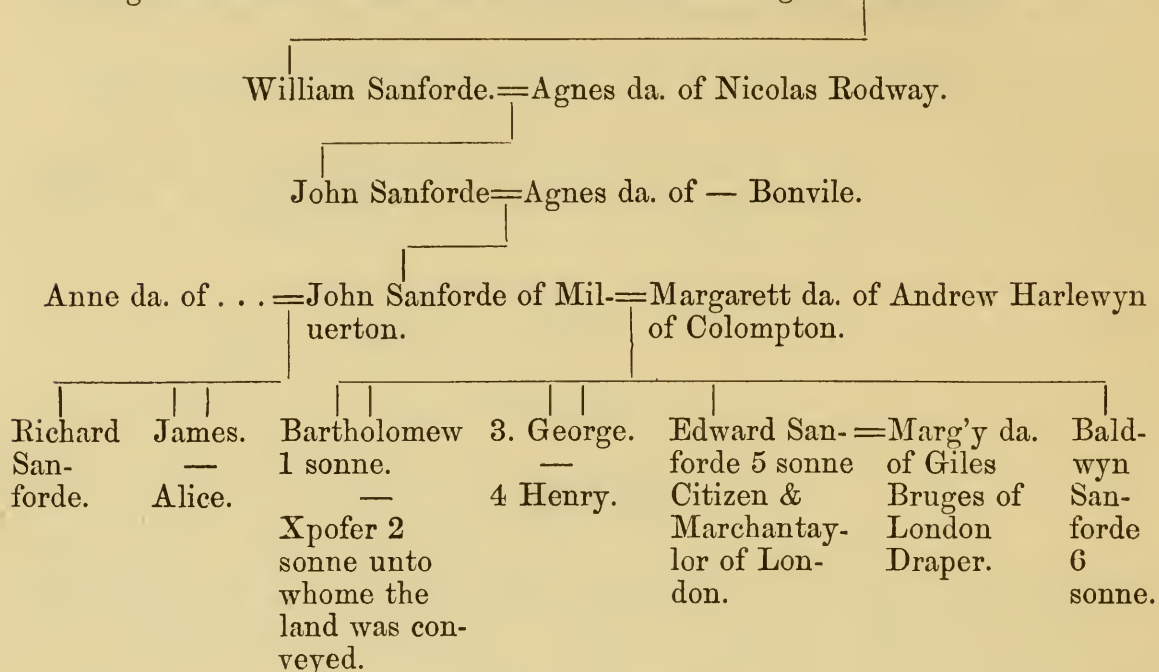 William Sanforde.=Agnes da. of Nicolas Rodway.
John Sanforde=Agnes da. of — Bonvile.
Anne da. of . . . =John Sanforde of Mil-=Margarett da. of Andrew Harlewyn
uerton. of Colompton.
Richard
San-
forde.
James.
—
Alice.
Bartholomew
1 sonne.
—
Xpofer 2
sonne unto
whome the
land was con-
veyed.
3. George.
—
4 Henry.
Edward San-
forde 5 sonne
Citizen &
Marchantay-
lor of Lon-
don.
=Marg'y da.
of Giles
Bruges of
London
Draper.
Bald-
wyn
San-
forde
6
sonne.